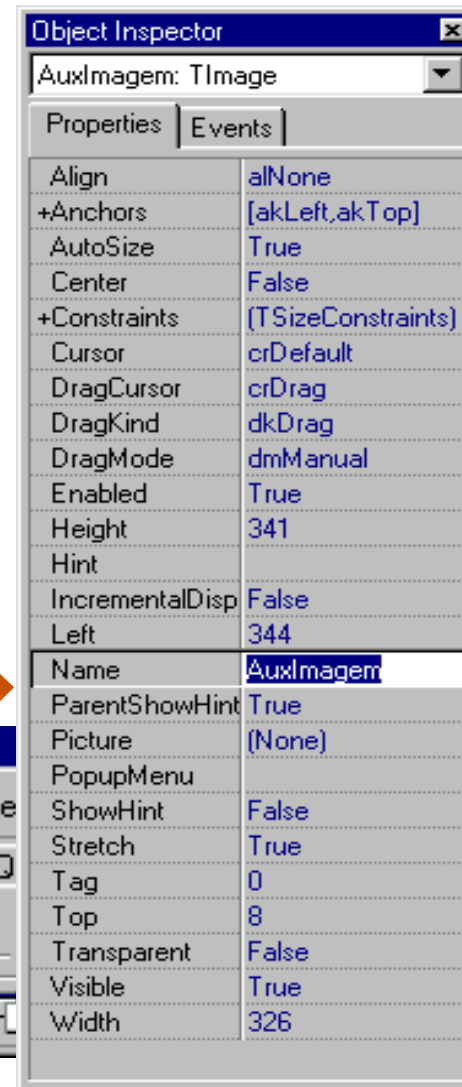 Object Inspector
AuxImagem: TImage
Properties Events
Align alNone
+Anchors [akLeft,akTop]
AutoSize True
Center False
+Constraints (TSizeConstraints)
Cursor crDefault
DragCursor crDrag
DragKind dkDrag
DragMode dmManual
Enabled True
Height 341
Hint
IncrementalDisp False
Left 344
Name AuxImagem
ParentShowHint True
Picture (None)
PopupMenu
ShowHint False
Stretch True
Tag 0
Top 8
Transparent False
Visible True
Width 326